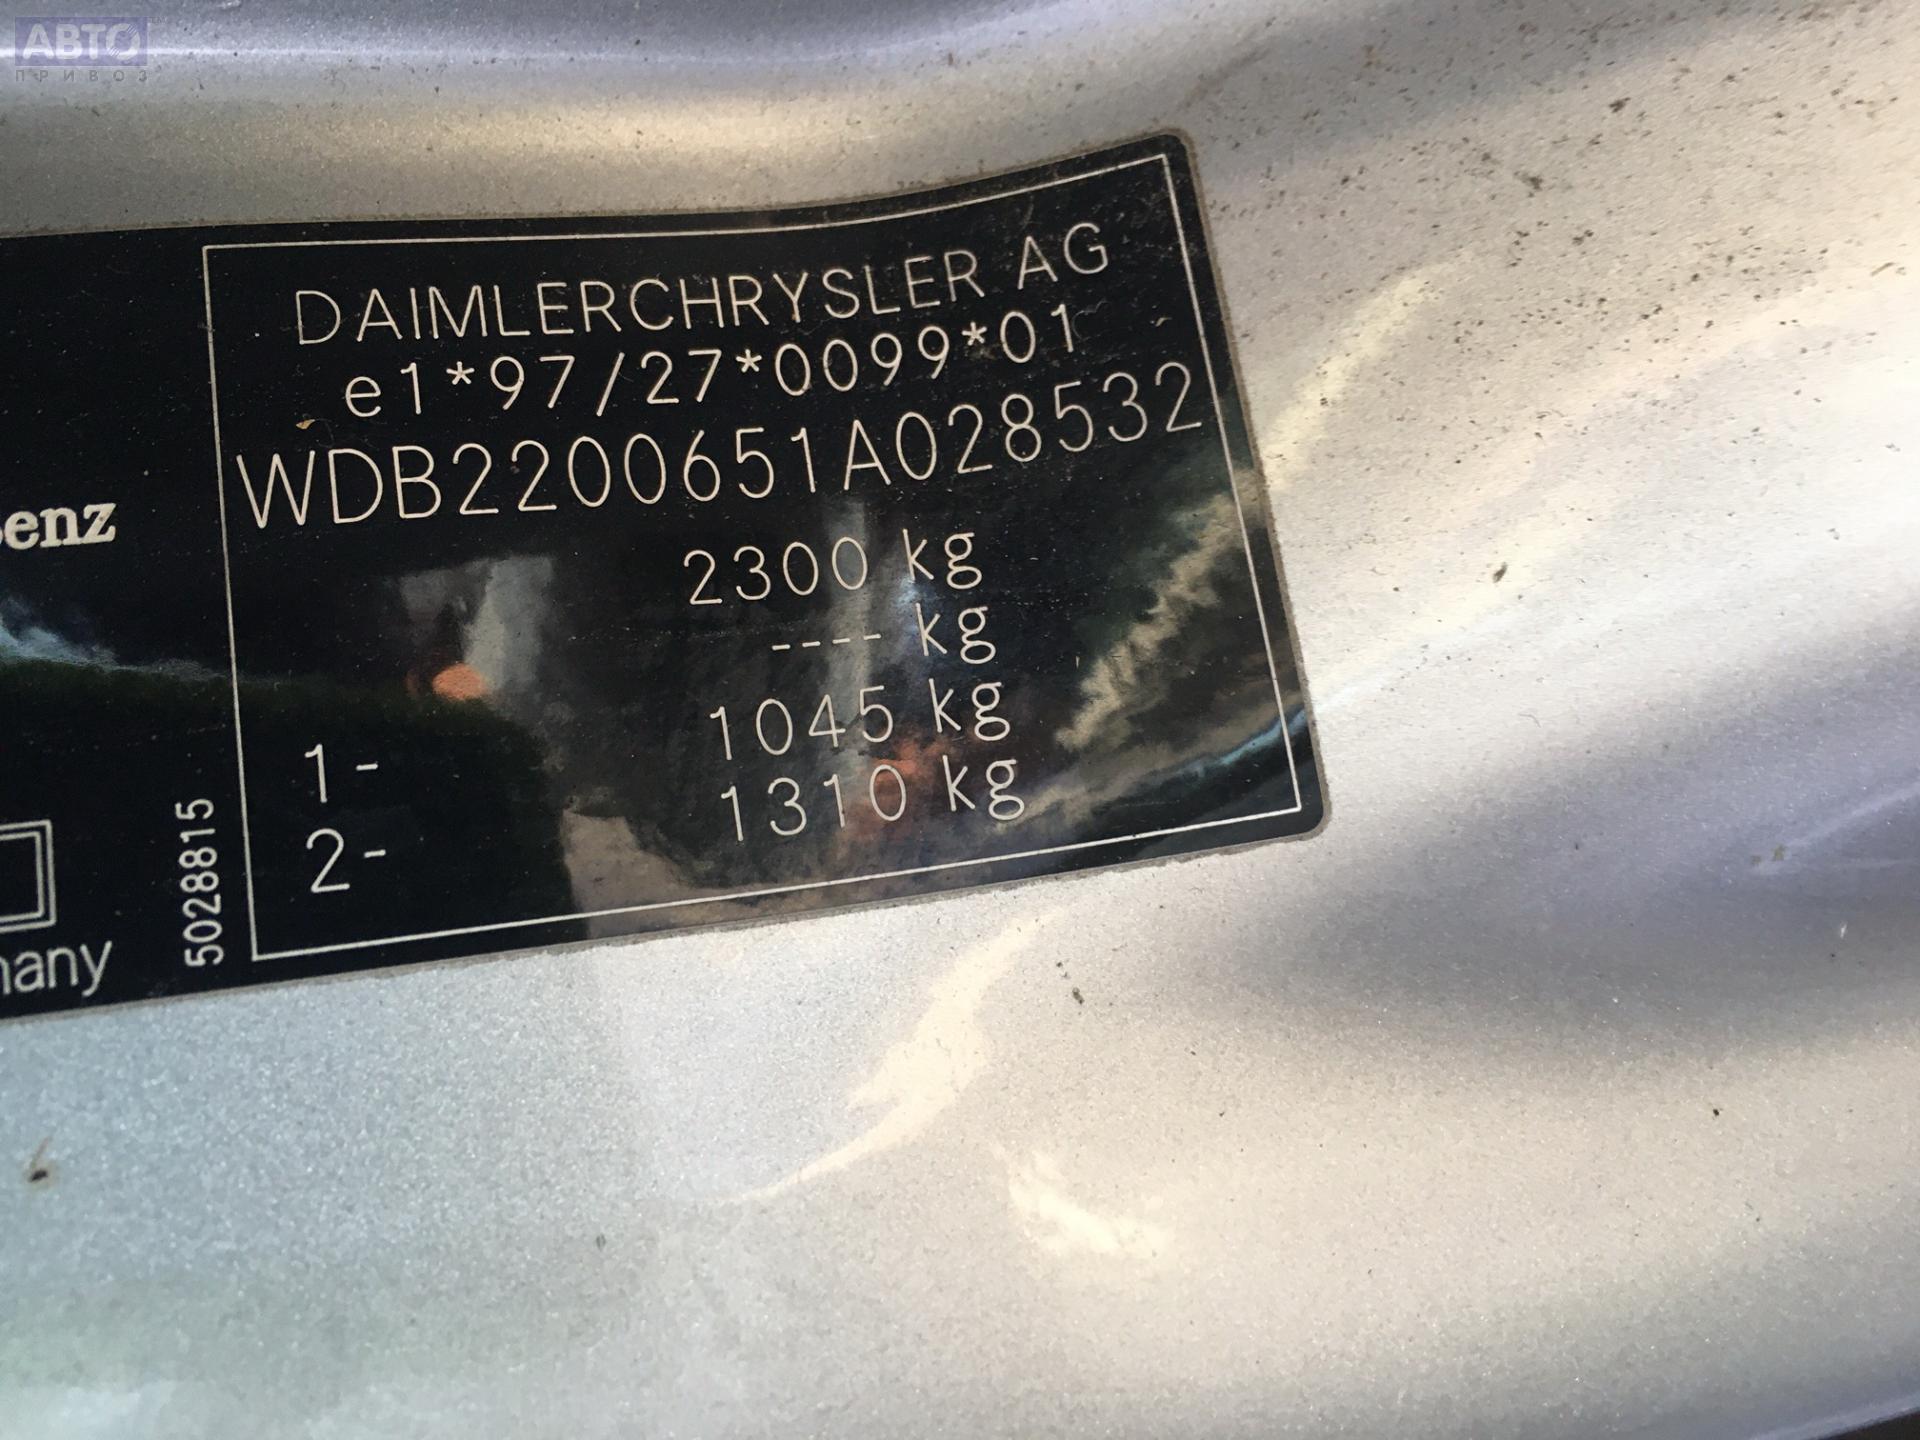 АВТО
ПРИВОЗ
DAIMLERCHRYSLER AG
e1*97/27*0099*01
WDB2200651A028532
2300 kg
---- kg
1- 1045 kg
2- 1310 kg
enz
many
5028815